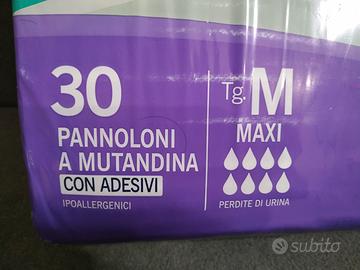 30
PANNOLONI
A MUTANDINA
CON ADESIVI
IPOALLERGENICI
Tg. M
MAXI
PERDITE DI URINA
subito